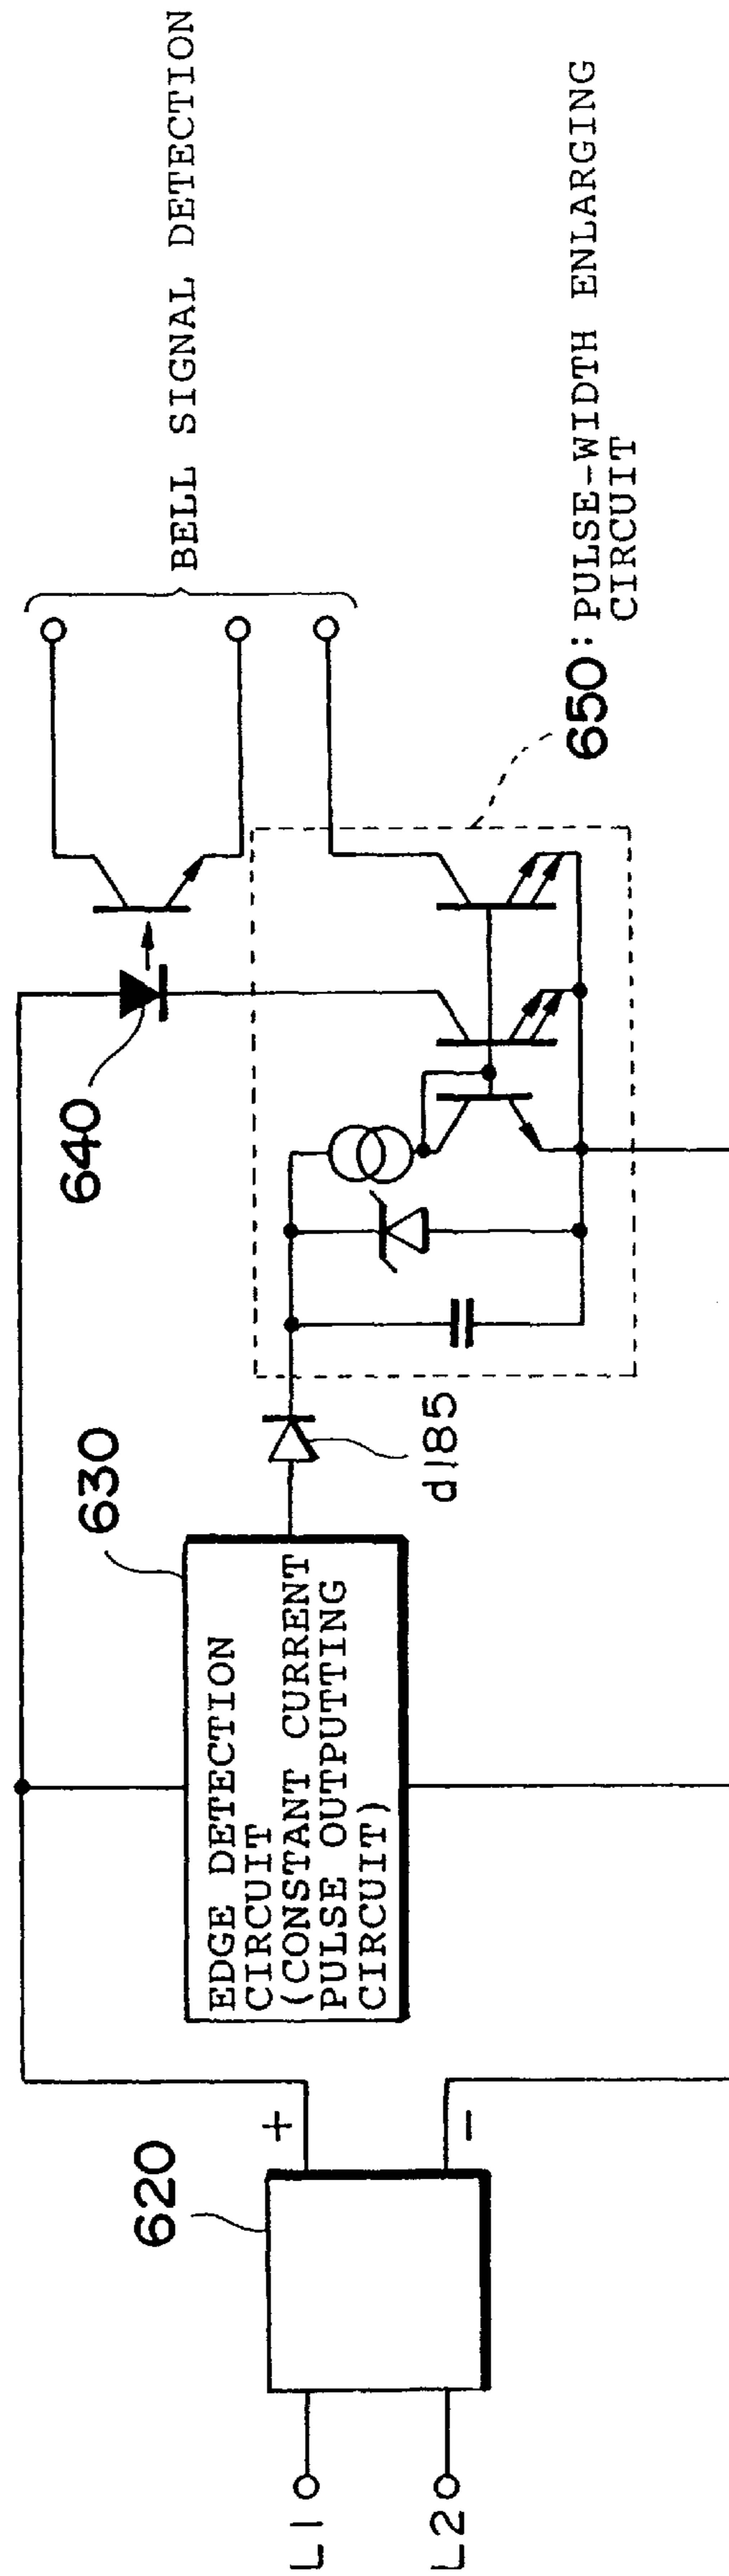 L1
L2
620
+
-
630
EDGE DETECTION
CIRCUIT
(CONSTANT CURRENT
PULSE OUTPUTTING
CIRCUIT)
d185
640
650: PULSE-WIDTH ENLARGING
CIRCUIT
BELL SIGNAL DETECTION